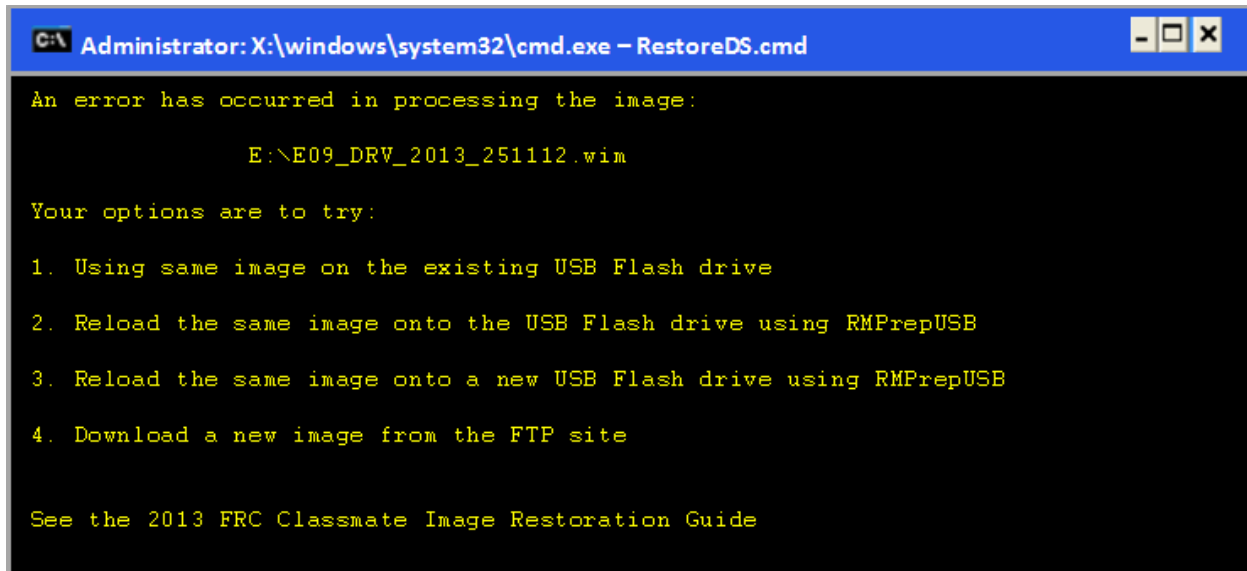 C:\ Administrator: X:\windows\system32\cmd.exe – RestoreDS.cmd
An error has occurred in processing the image:
E:\E09_DRV_2013_251112.wim
Your options are to try:
1. Using same image on the existing USB Flash drive
2. Reload the same image onto the USB Flash drive using RMPrepUSB
3. Reload the same image onto a new USB Flash drive using RMPrepUSB
4. Download a new image from the FTP site
See the 2013 FRC Classmate Image Restoration Guide